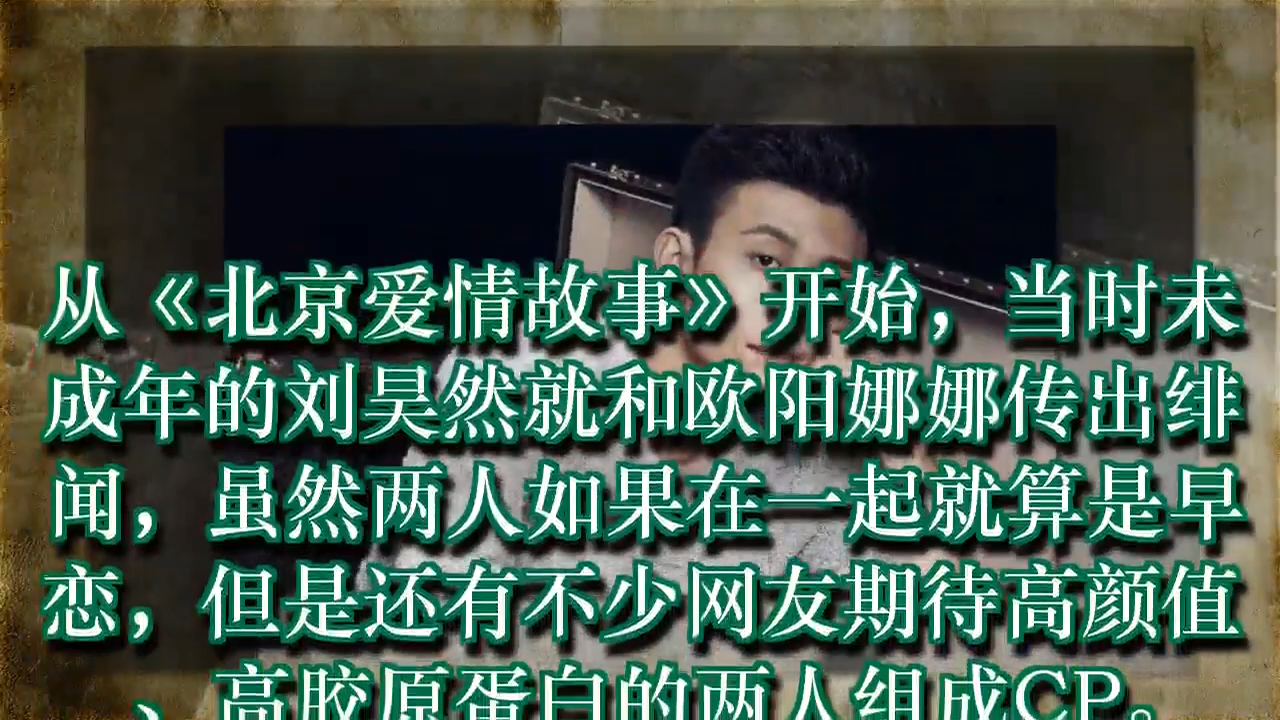 从《北京爱情故事》开始，当时未
成年的刘昊然就和欧阳娜娜传出绯
闻，虽然两人如果在一起就算是早
恋，但是还有不少网友期待高颜值
、高胶原蛋白的两人组成CP。